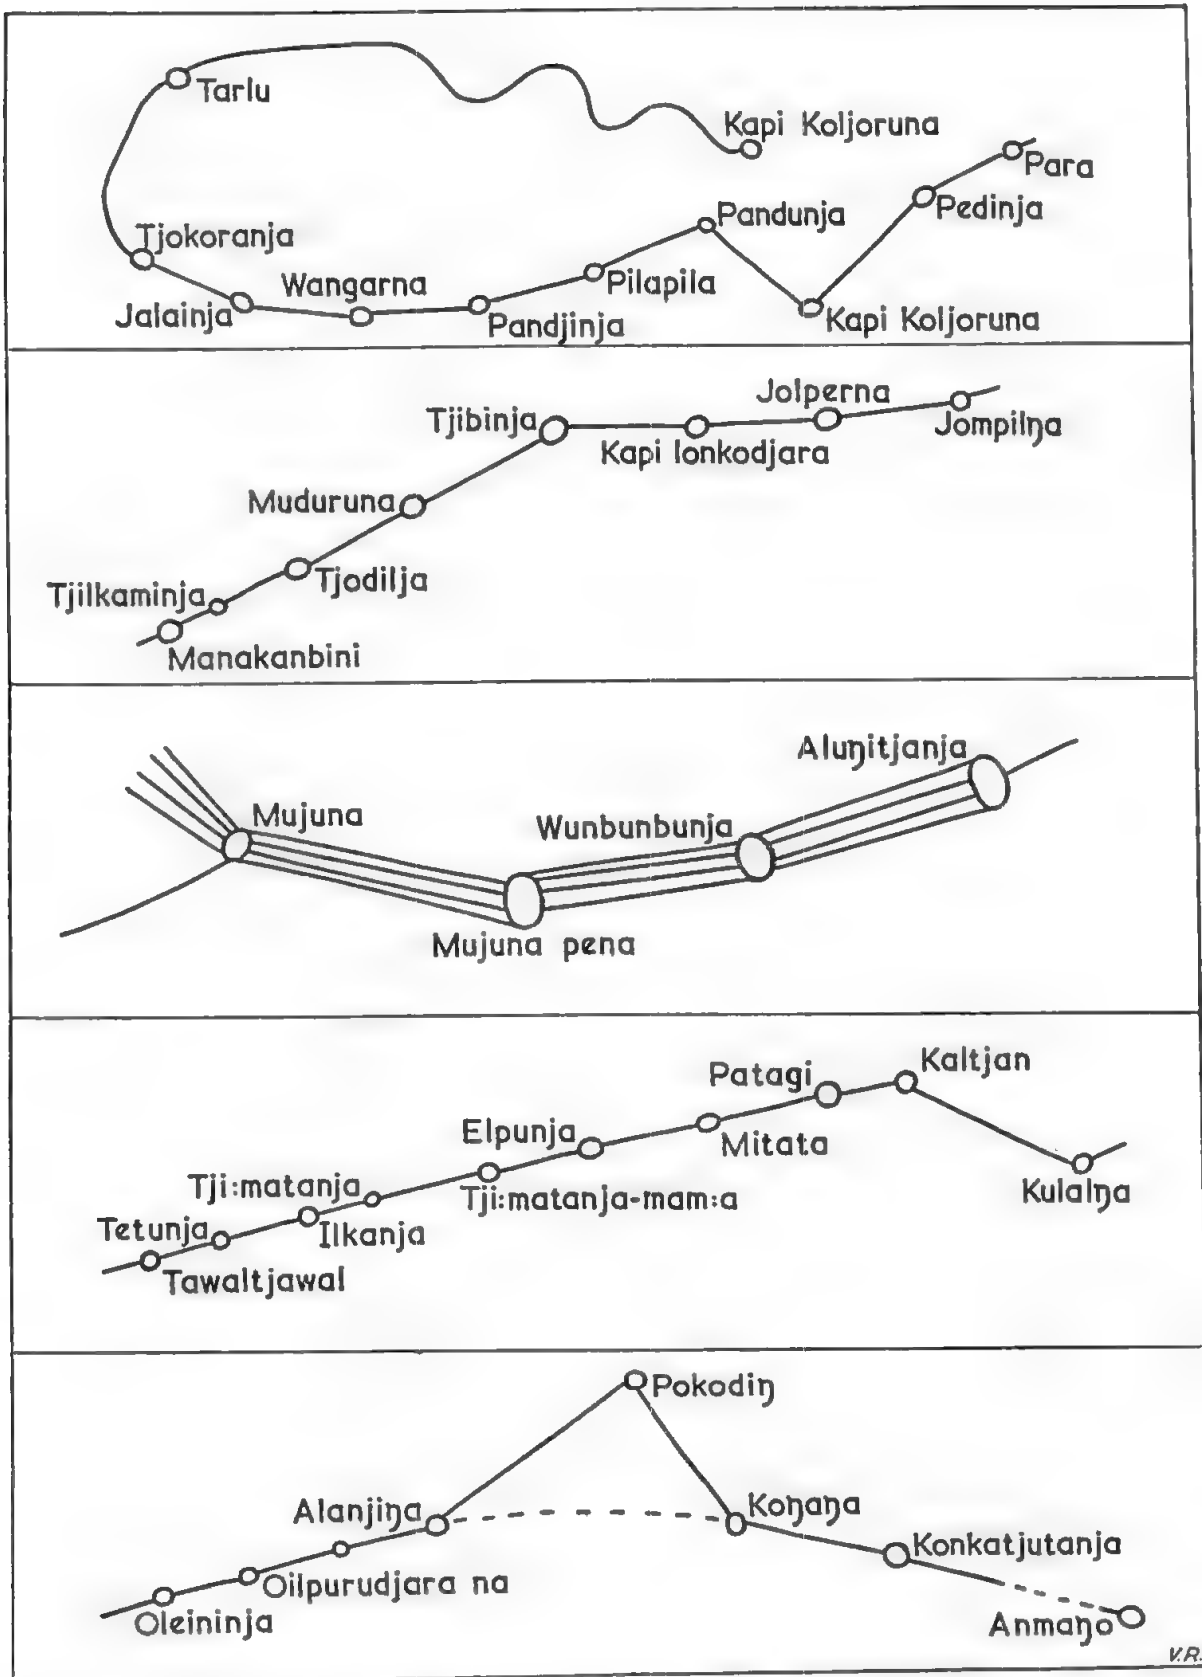 Tarlu
Kapi Koljoruna
Para
Pedinja
Pandunja
Tjokoranja
Wangarna
Pilapila
Jalainja
Pandjinja
Kapi Koljoruna
Jolperna
Tjibinja
Jompilŋa
Kapi lonkodjara
Muduruna
Tjodilja
Tjilkaminja
Manakanbini
Aluŋitjanja
Mujuna
Wunbunbunja
Mujuna pena
Kaltjan
Patagi
Elpunja
Mitata
Tji:matanja
Tji:matanja-mam:a
Kulalŋa
Tetunja
Ilkanja
Tawaltjawal
Pokodiŋ
Alanjiŋa
Koŋaŋa
Konkatjutanja
Oilpurudjara na
Oleininja
Anmaŋo
V.R.